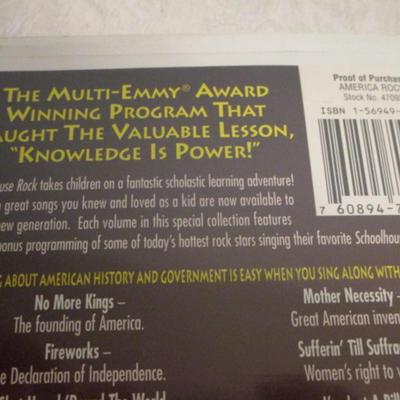 THE MULTI-EMMY® AWARD
WINNING PROGRAM THAT
AUGHT THE VALUABLE LESSON,
"KNOWLEDGE IS POWER!"
Proof of Purchas
AMERICA ROC
Stock No. 4709
ISBN 1-56949-
7 60894-7
use Rock takes children on a fantastic scholastic learning adventure!
n great songs you knew and loved as a kid are now available to
new generation. Each volume in this special collection features
bonus programming of some of today's hottest rock stars singing their favorite Schoolhou
G ABOUT AMERICAN HISTORY AND GOVERNMENT IS EASY WHEN YOU SING ALONG WITH
No More Kings –
The founding of America.
Fireworks –
e Declaration of Independence.
Mother Necessity –
Great American inven
Sufferin' Till Suffra
Women's right to v